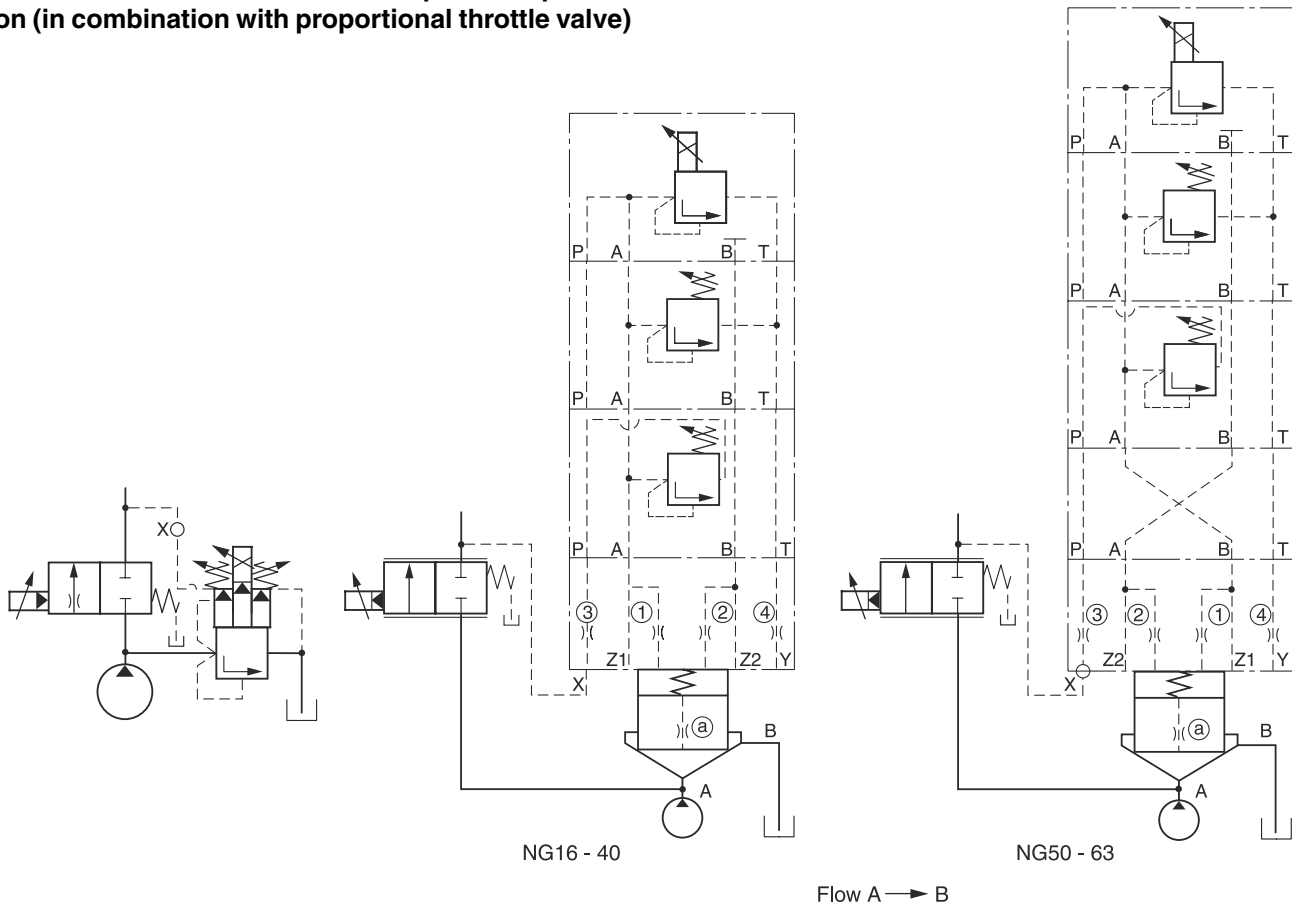 on (in combination with proportional throttle valve)
P A B T
P A B T
P A B T
P A B T
P A B T
P A B T
P A B T
X
3 1 2 4
3 2 1 4
Z1 Z2 Y
Z2 Z1 Y
X
X
a
B
a
B
A
A
NG16 - 40
NG50 - 63
Flow A B